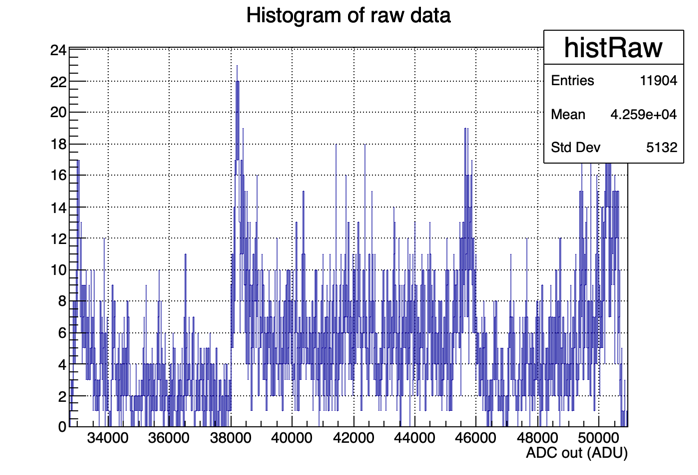 Histogram of raw data
histRaw
Entries 11904
Mean 4.259e+04
Std Dev 5132
24
22
20
18
16
14
12
10
8
6
4
2
0
34000 36000 38000 40000 42000 44000 46000 48000 50000
ADC out (ADU)